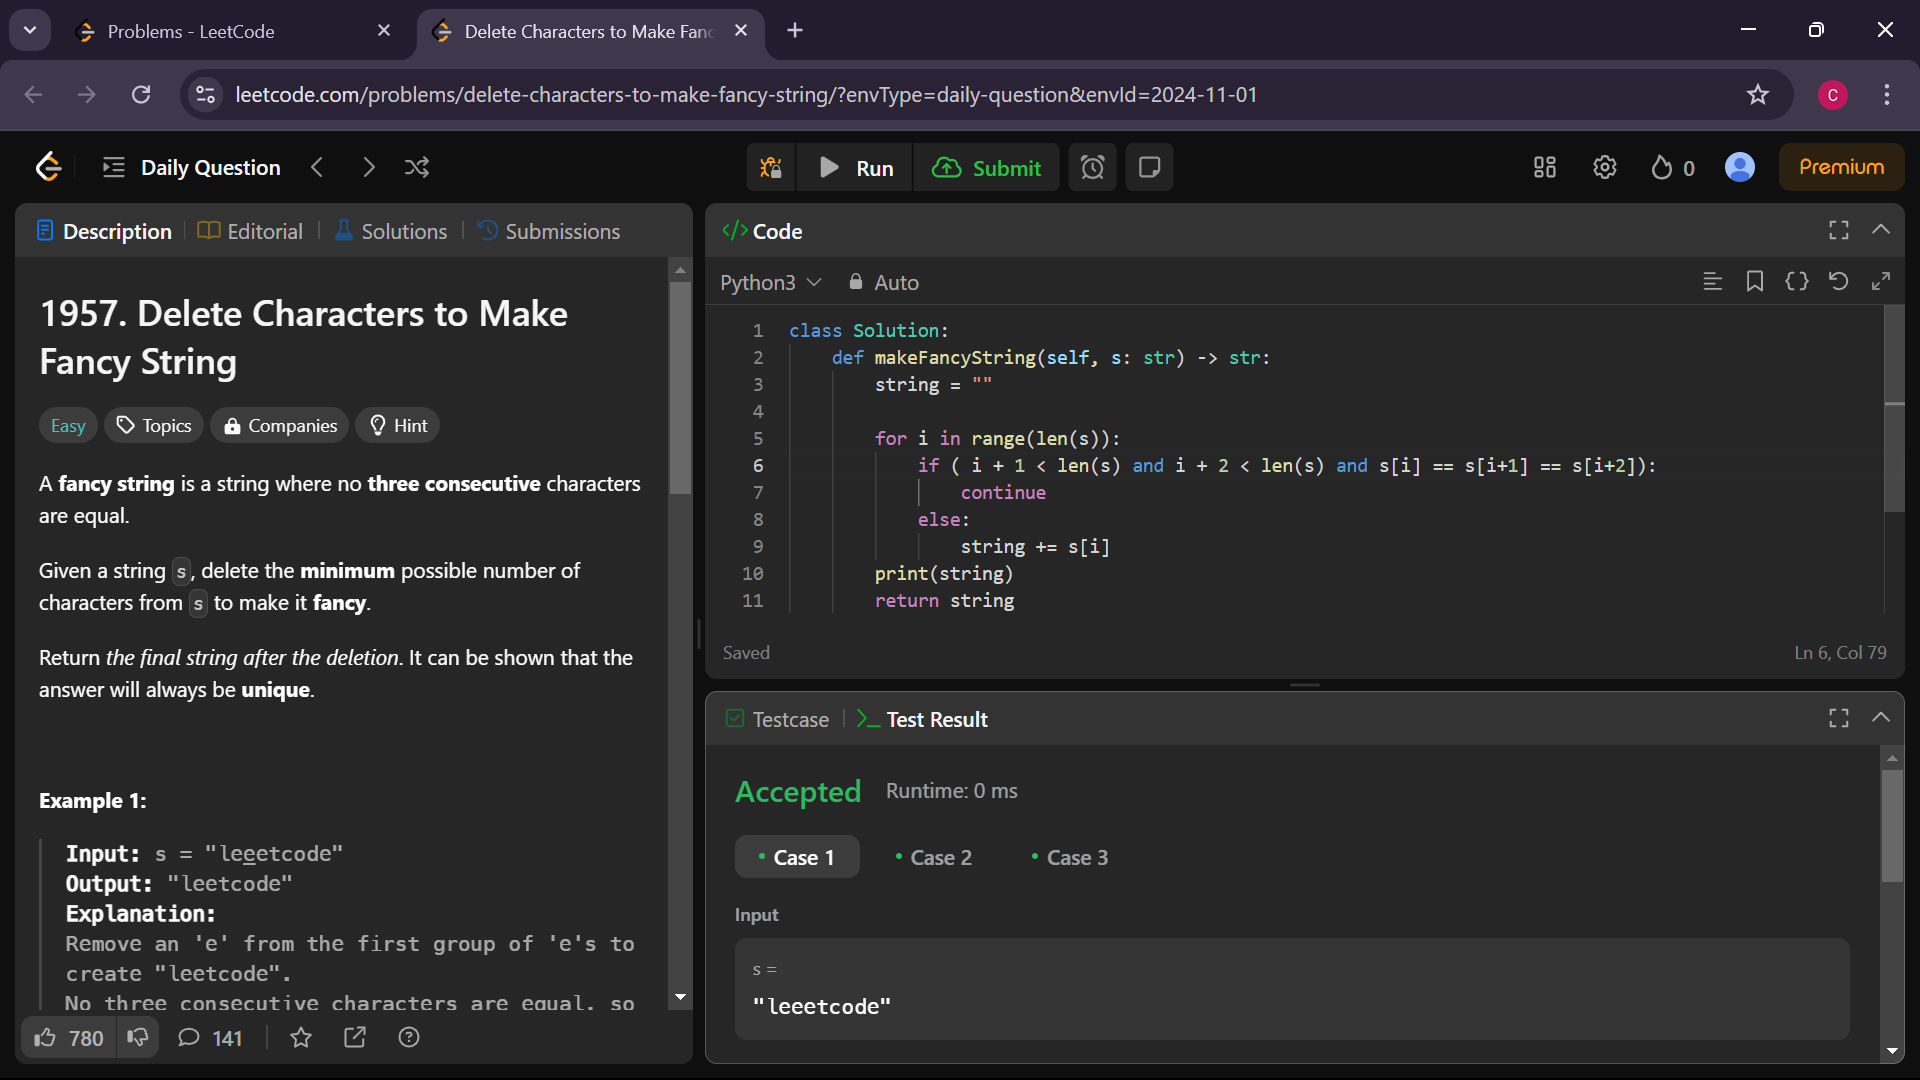 Problems - LeetCode
Delete Characters to Make Fanc
leetcode.com/problems/delete-characters-to-make-fancy-string/?envType=daily-question&envId=2024-11-01
C
Daily Question
Run
Submit
0
Premium
Description
Editorial
Solutions
Submissions
1957. Delete Characters to Make
Fancy String
Easy
Topics
Companies
Hint
A fancy string is a string where no three consecutive characters
are equal.
Given a string s, delete the minimum possible number of
characters from s to make it fancy.
Return the final string after the deletion. It can be shown that the
answer will always be unique.
Example 1:
Input: s = "leeetcode"
Output: "leetcode"
Explanation:
Remove an 'e' from the first group of 'e's to
create "leetcode".
No three consecutive characters are equal, so
780
141
</> Code
Python3
Auto
1 class Solution:
2 def makeFancyString(self, s: str) -> str:
3 string = ""
4
5 for i in range(len(s)):
6 if ( i + 1 < len(s) and i + 2 < len(s) and s[i] == s[i+1] == s[i+2]):
7 continue
8 else:
9 string += s[i]
10 print(string)
11 return string
Saved
Ln 6, Col 79
Testcase
Test Result
Accepted
Runtime: 0 ms
Case 1
Case 2
Case 3
Input
s =
"leeetcode"